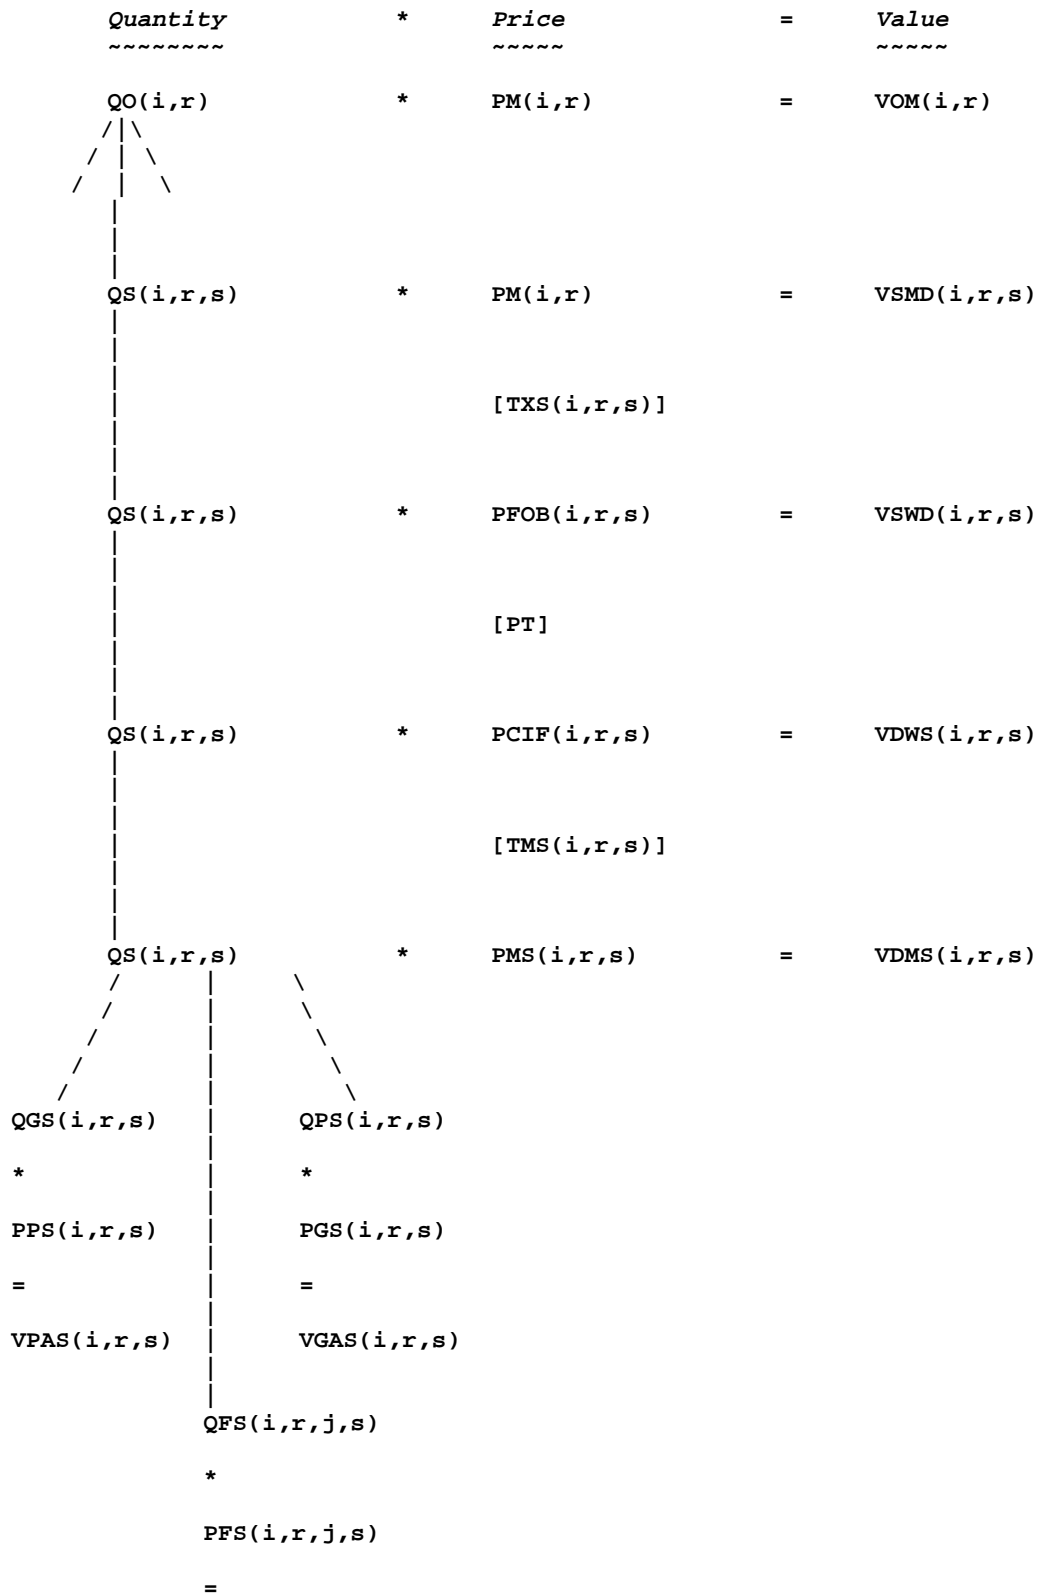 Quantity * Price = Value
~~~~~~~~ ~~~~~ ~~~~~
QO(i,r) * PM(i,r) = VOM(i,r)
QS(i,r,s) * PM(i,r) = VSMD(i,r,s)
[TXS(i,r,s)]
QS(i,r,s) * PFOB(i,r,s) = VSWD(i,r,s)
[PT]
QS(i,r,s) * PCIF(i,r,s) = VDWS(i,r,s)
[TMS(i,r,s)]
QS(i,r,s) * PMS(i,r,s) = VDMS(i,r,s)
QGS(i,r,s) QPS(i,r,s)
* *
PPS(i,r,s) PGS(i,r,s)
= =
VPAS(i,r,s) VGAS(i,r,s)
QFS(i,r,j,s)
*
PFS(i,r,j,s)
=